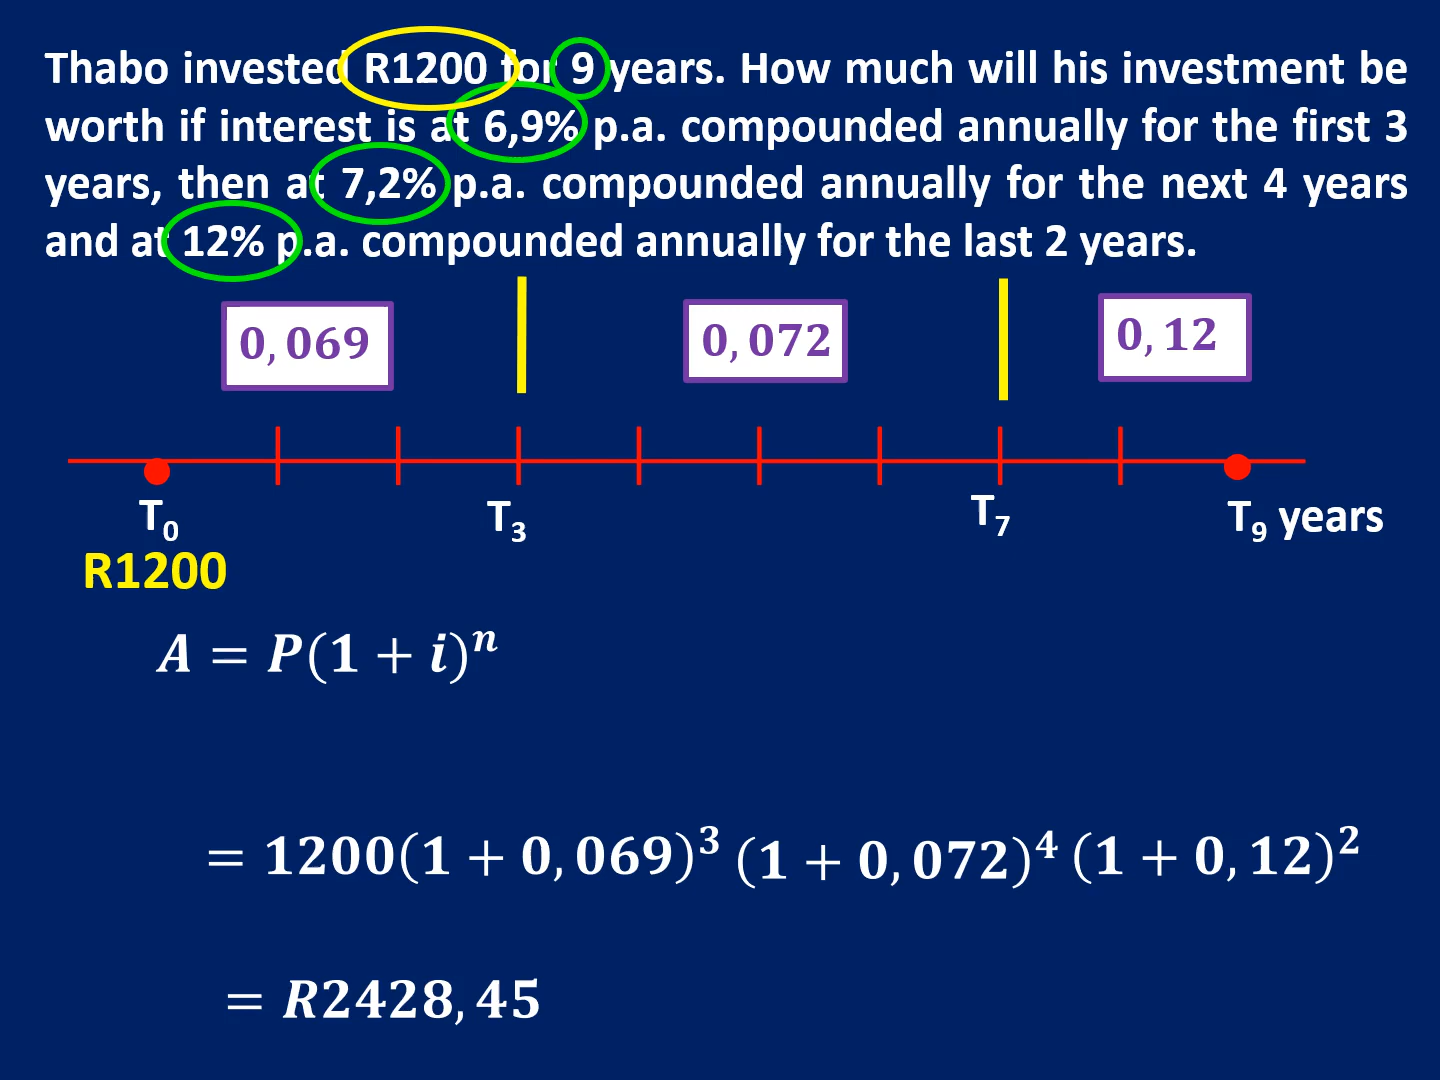 Thabo invested R1200 for 9 years. How much will his investment be
worth if interest is at 6,9% p.a. compounded annually for the first 3
years, then at 7,2% p.a. compounded annually for the next 4 years
and at 12% p.a. compounded annually for the last 2 years.
0,069 0,072 0,12
T₀ T₃ T₇ T₉ years
R1200
A = P(1 + i)ⁿ
= 1200(1 + 0,069)³ (1 + 0,072)⁴ (1 + 0,12)²
= R2428,45